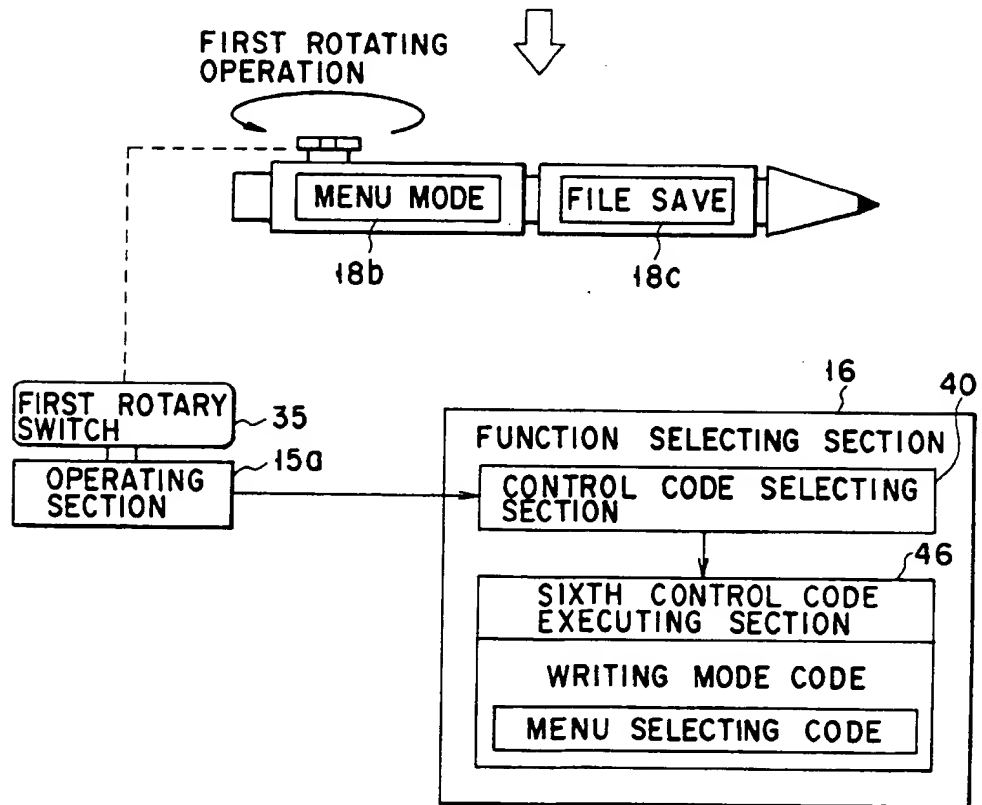 FIRST ROTATING
OPERATION
MENU MODE
FILE SAVE
18b
18c
FIRST ROTARY
SWITCH
35
OPERATING
SECTION
15a
16
40
FUNCTION SELECTING SECTION
CONTROL CODE SELECTING
SECTION
46
SIXTH CONTROL CODE
EXECUTING SECTION
WRITING MODE CODE
MENU SELECTING CODE